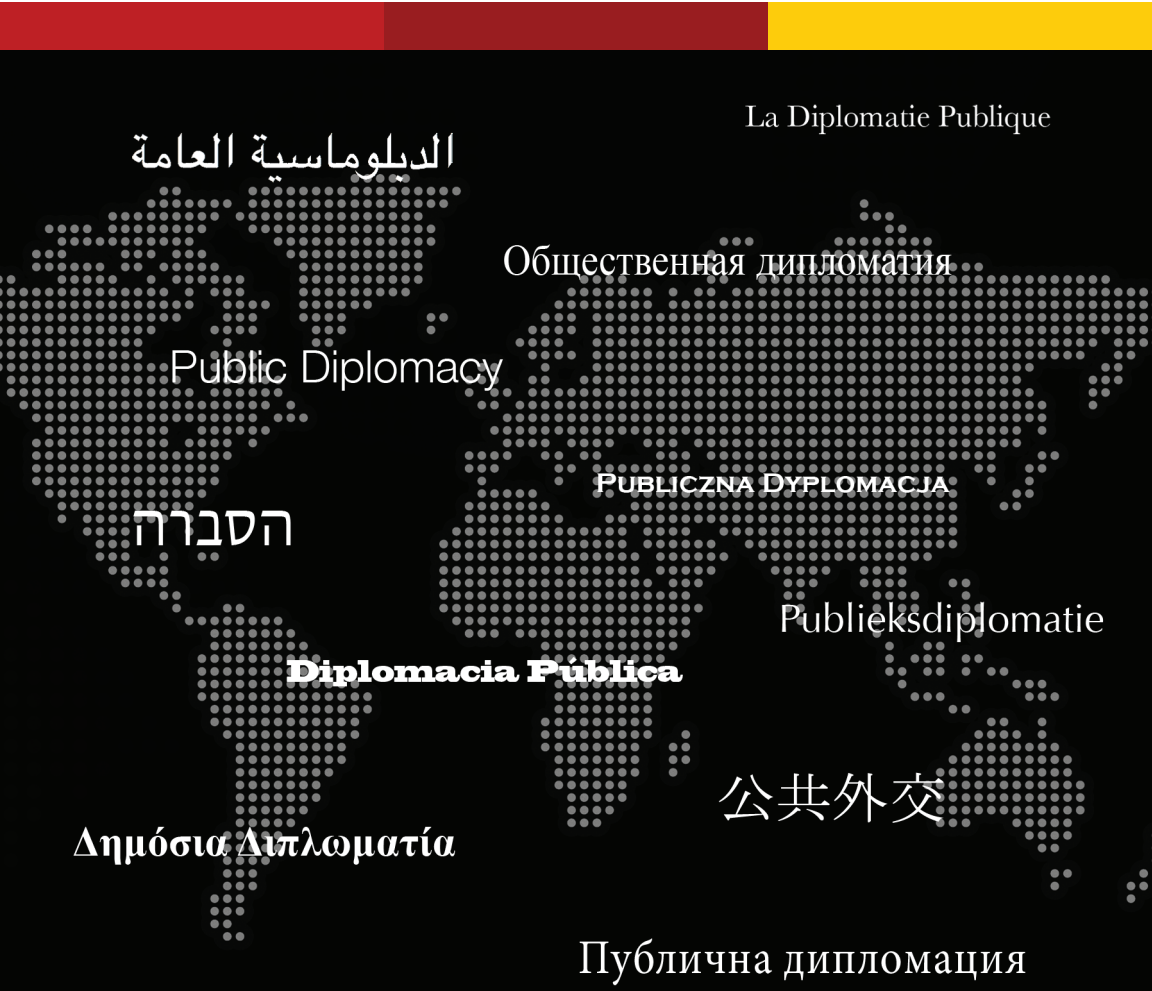 La Diplomatie Publique
الدبلوماسية العامة
Общественная дипломатия
Public Diplomacy
Publiczna Dyplomacja
הסברה
Publieksdiplomatie
Diplomacia Pública
公共外交
Δημόσια Διπλωματία
Публична дипломация